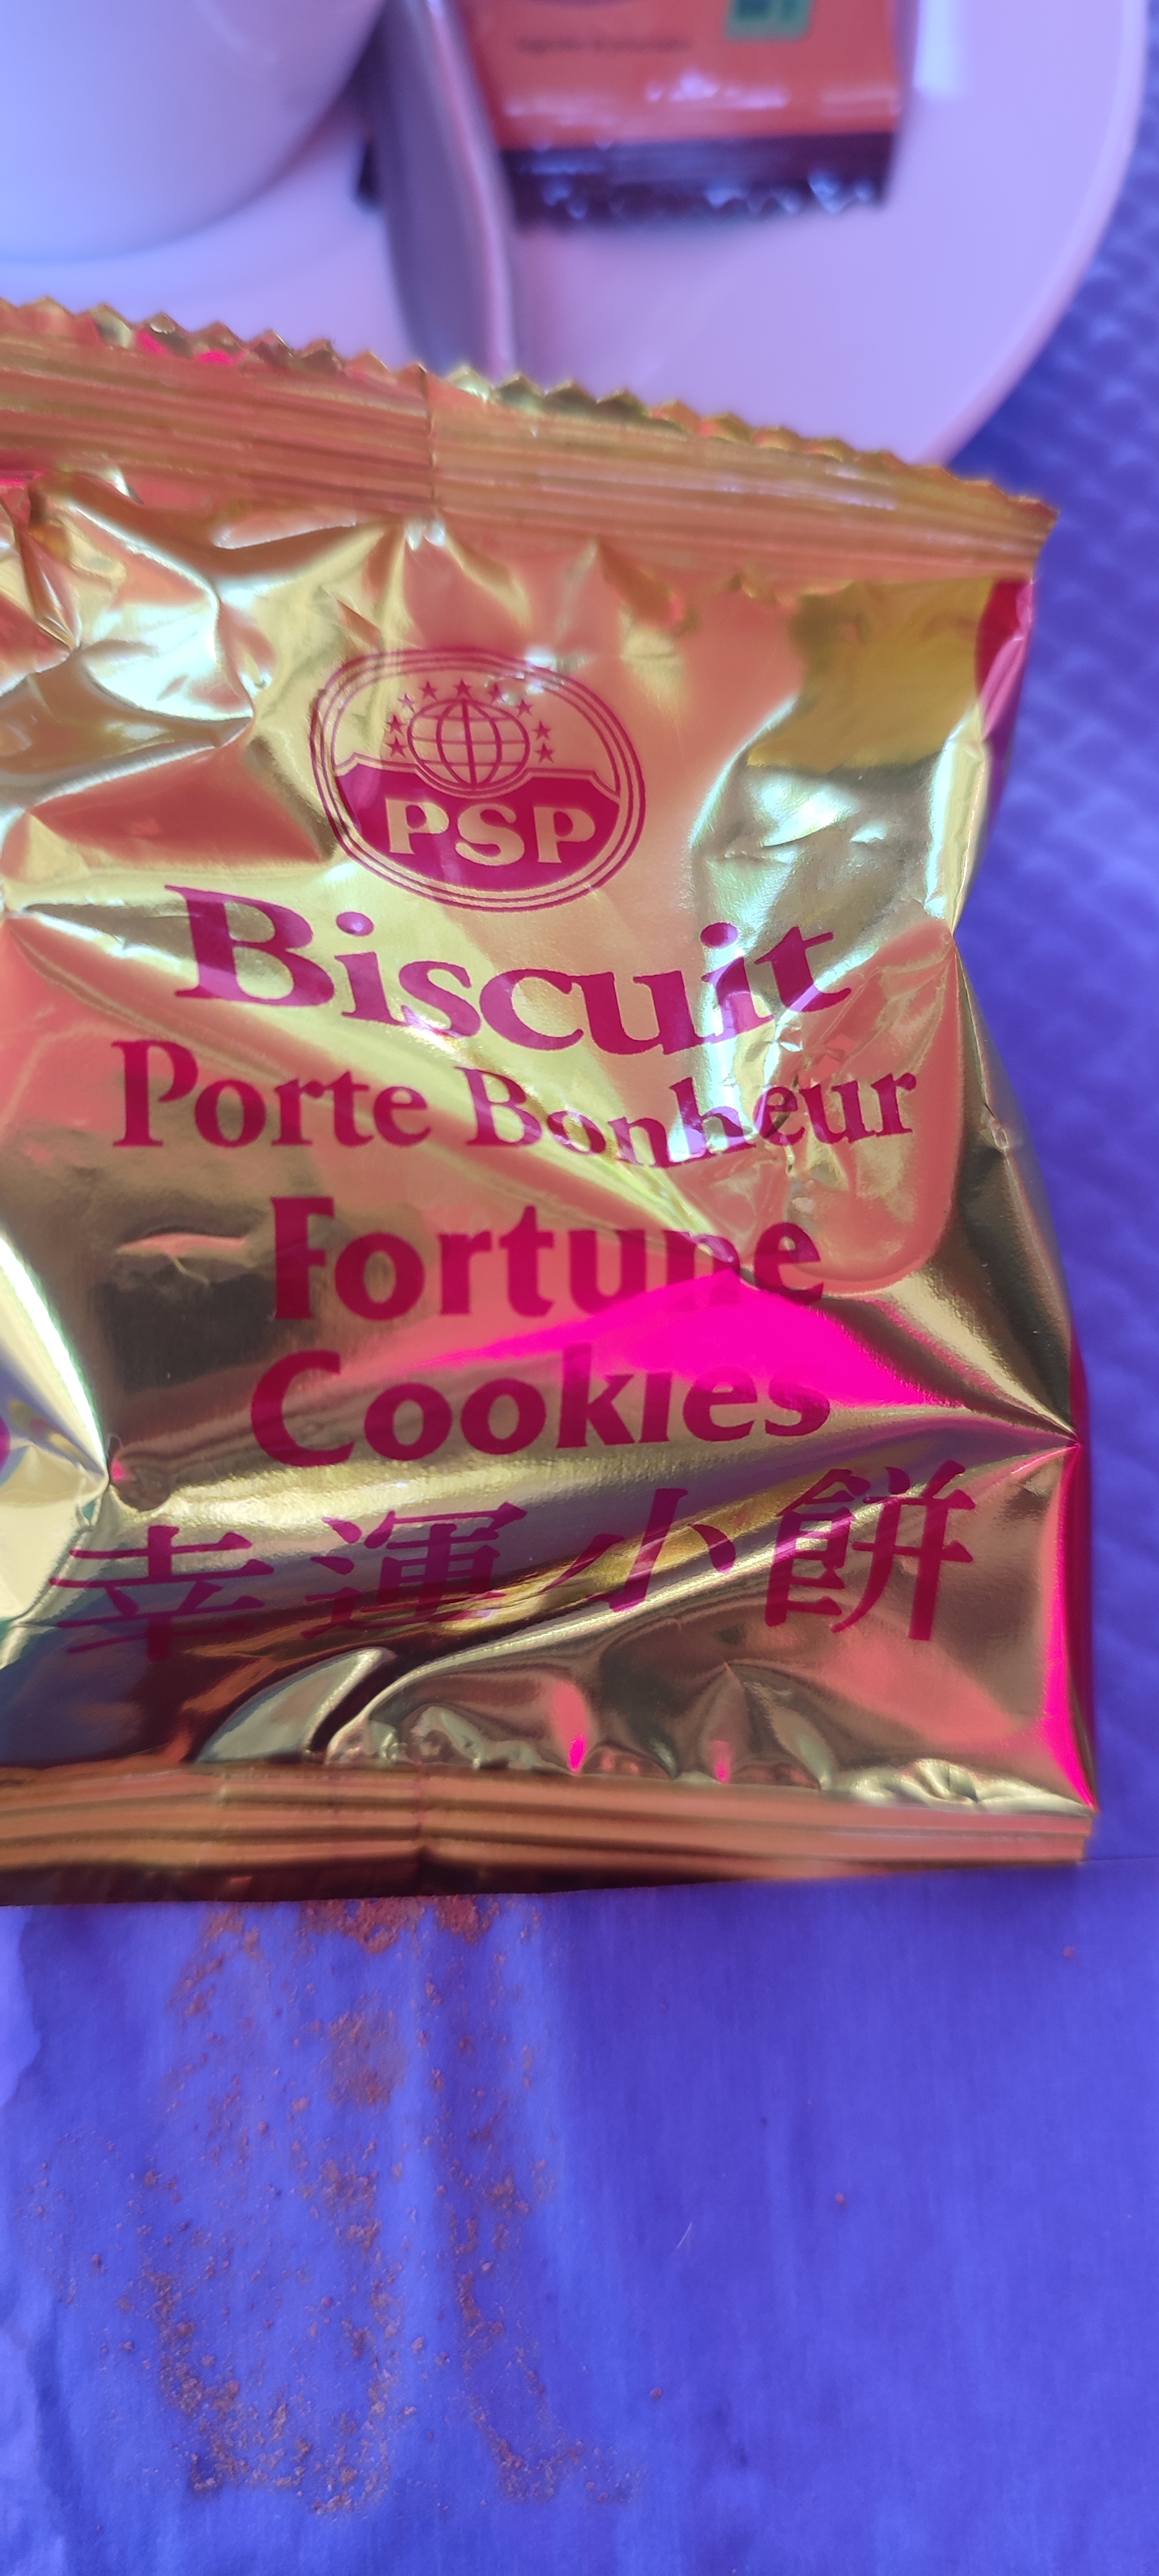 PSP
Biscuit
Porte Bonheur
Fortune
Cookies
幸運小餅